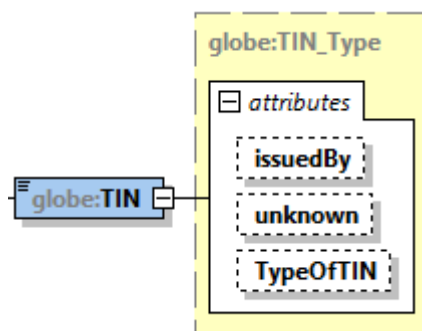 globe:TIN_Type
attributes
issuedBy
globe:TIN
unknown
TypeOfTIN